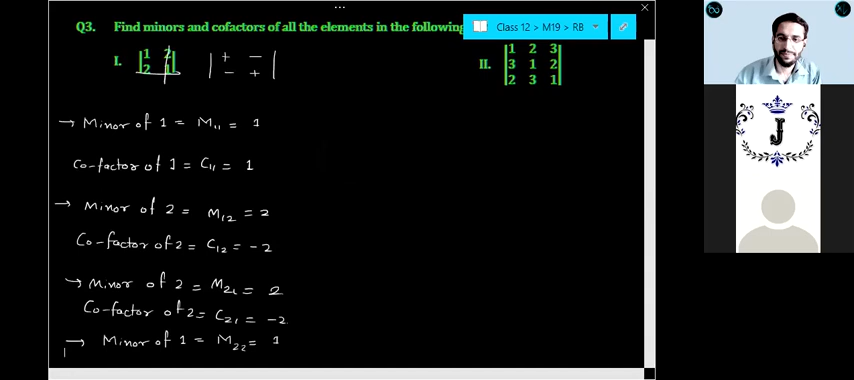 Q3. Find minors and cofactors of all the elements in the following
Class 12 > M19 > RB
I. |1 2| |+ −|
|2 1| |− +|
II. |1 2 3|
|3 1 2|
|2 3 1|
→ Minor of 1 = M₁₁ = 1
Co-factor of 1 = C₁₁ = 1
→ Minor of 2 = M₁₂ = 2
Co-factor of 2 = C₁₂ = -2
→ Minor of 2 = M₂₁ = 2
Co-factor of 2 = C₂₁ = -2
→ Minor of 1 = M₂₂ = 1
J